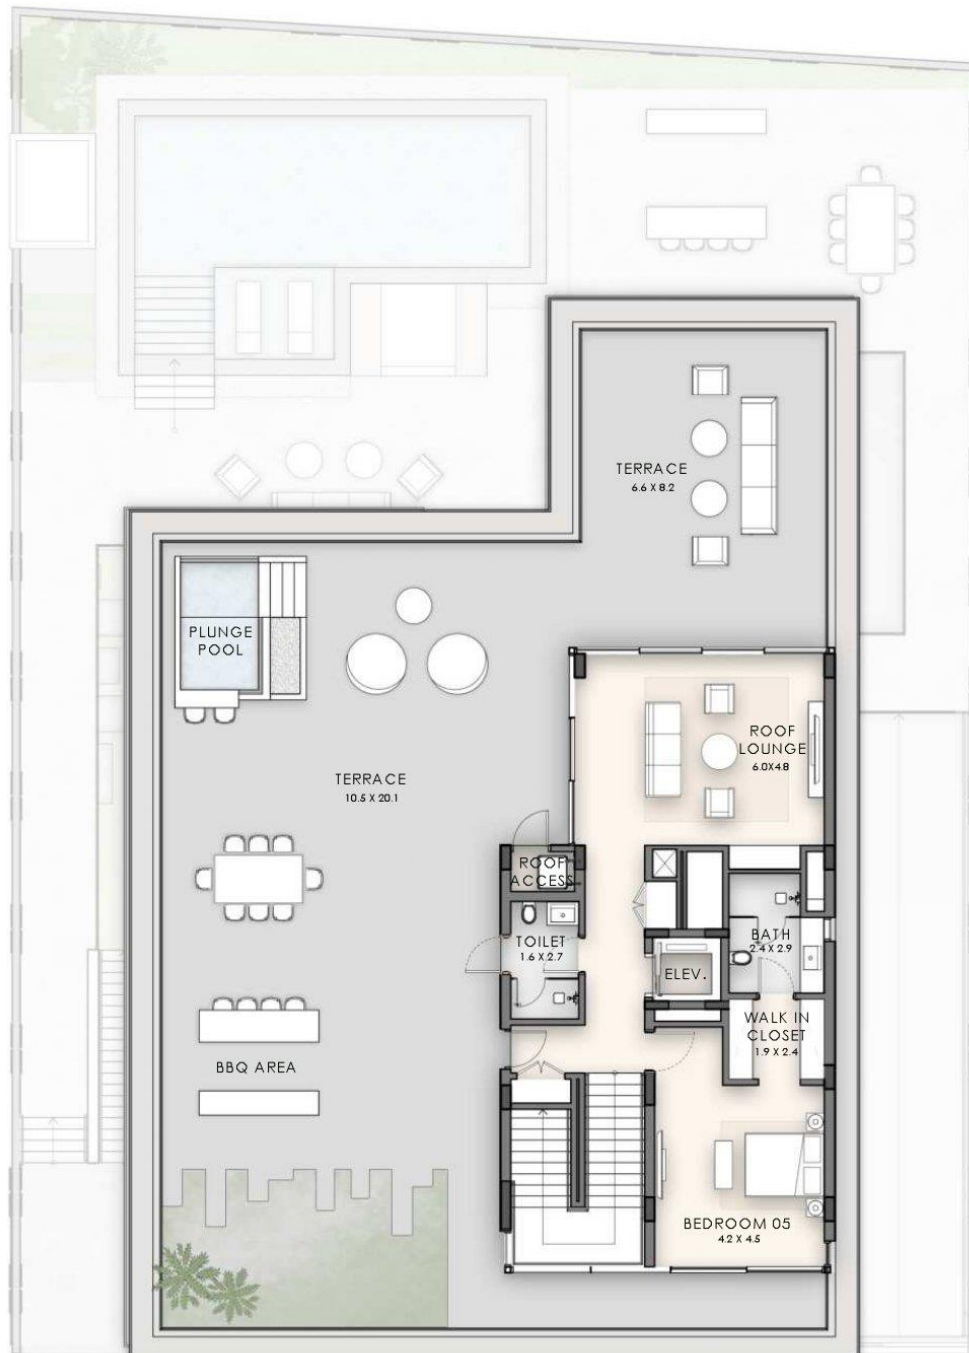 TERRACE
6.6 X 8.2
PLUNGE
POOL
ROOF
LOUNGE
6.0X4.8
TERRACE
10.5 X 20.1
ROOF
ACCESS
TOILET
1.6 X 2.7
BATH
2.4 X 2.9
ELEV.
WALK IN
CLOSET
1.9 X 2.4
BBQ AREA
BEDROOM 05
4.2 X 4.5